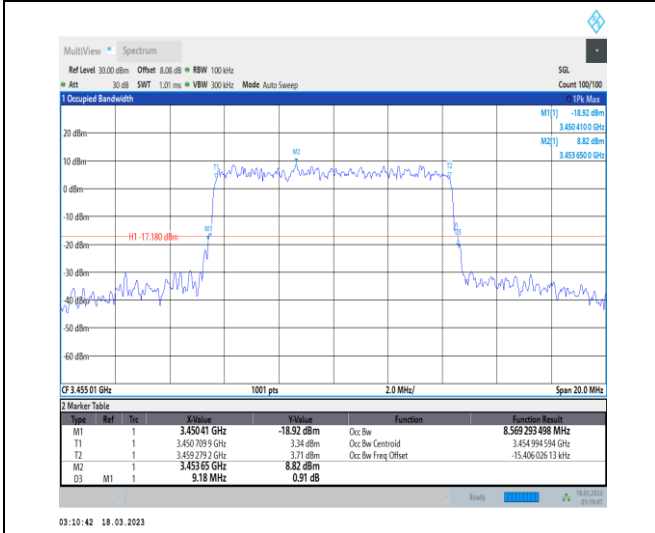 MultiView Spectrum
Ref Level 30.00 dBm Offset 8.08 dB RBW 100 kHz SGL
Att 30 dB SWT 1.01 ms VBW 300 kHz Mode Auto Sweep Count 100/100
1 Occupied Bandwidth 1Pk Max
M1[1] -18.92 dBm
3.450 410 0 GHz
M2[1] 8.82 dBm
3.453 650 0 GHz
20 dBm
M2
10 dBm
T1 T2
0 dBm
-10 dBm
M1
H1 -17.180 dBm
-20 dBm
-30 dBm
-40 dBm
-50 dBm
-60 dBm
CF 3.455 01 GHz 1001 pts 2.0 MHz/ Span 20.0 MHz
2 Marker Table
Type Ref Trc X-Value Y-Value Function Function Result
M1 1 3.450 41 GHz -18.92 dBm Occ Bw 8.569 293 498 MHz
T1 1 3.450 709 9 GHz 3.34 dBm Occ Bw Centroid 3.454 994 594 GHz
T2 1 3.459 279 2 GHz 3.71 dBm Occ Bw Freq Offset -15.406 026 13 kHz
M2 1 3.453 65 GHz 8.82 dBm
D3 M1 1 9.18 MHz 0.91 dB
Ready 18.03.2023
03:10:41
03:10:42 18.03.2023